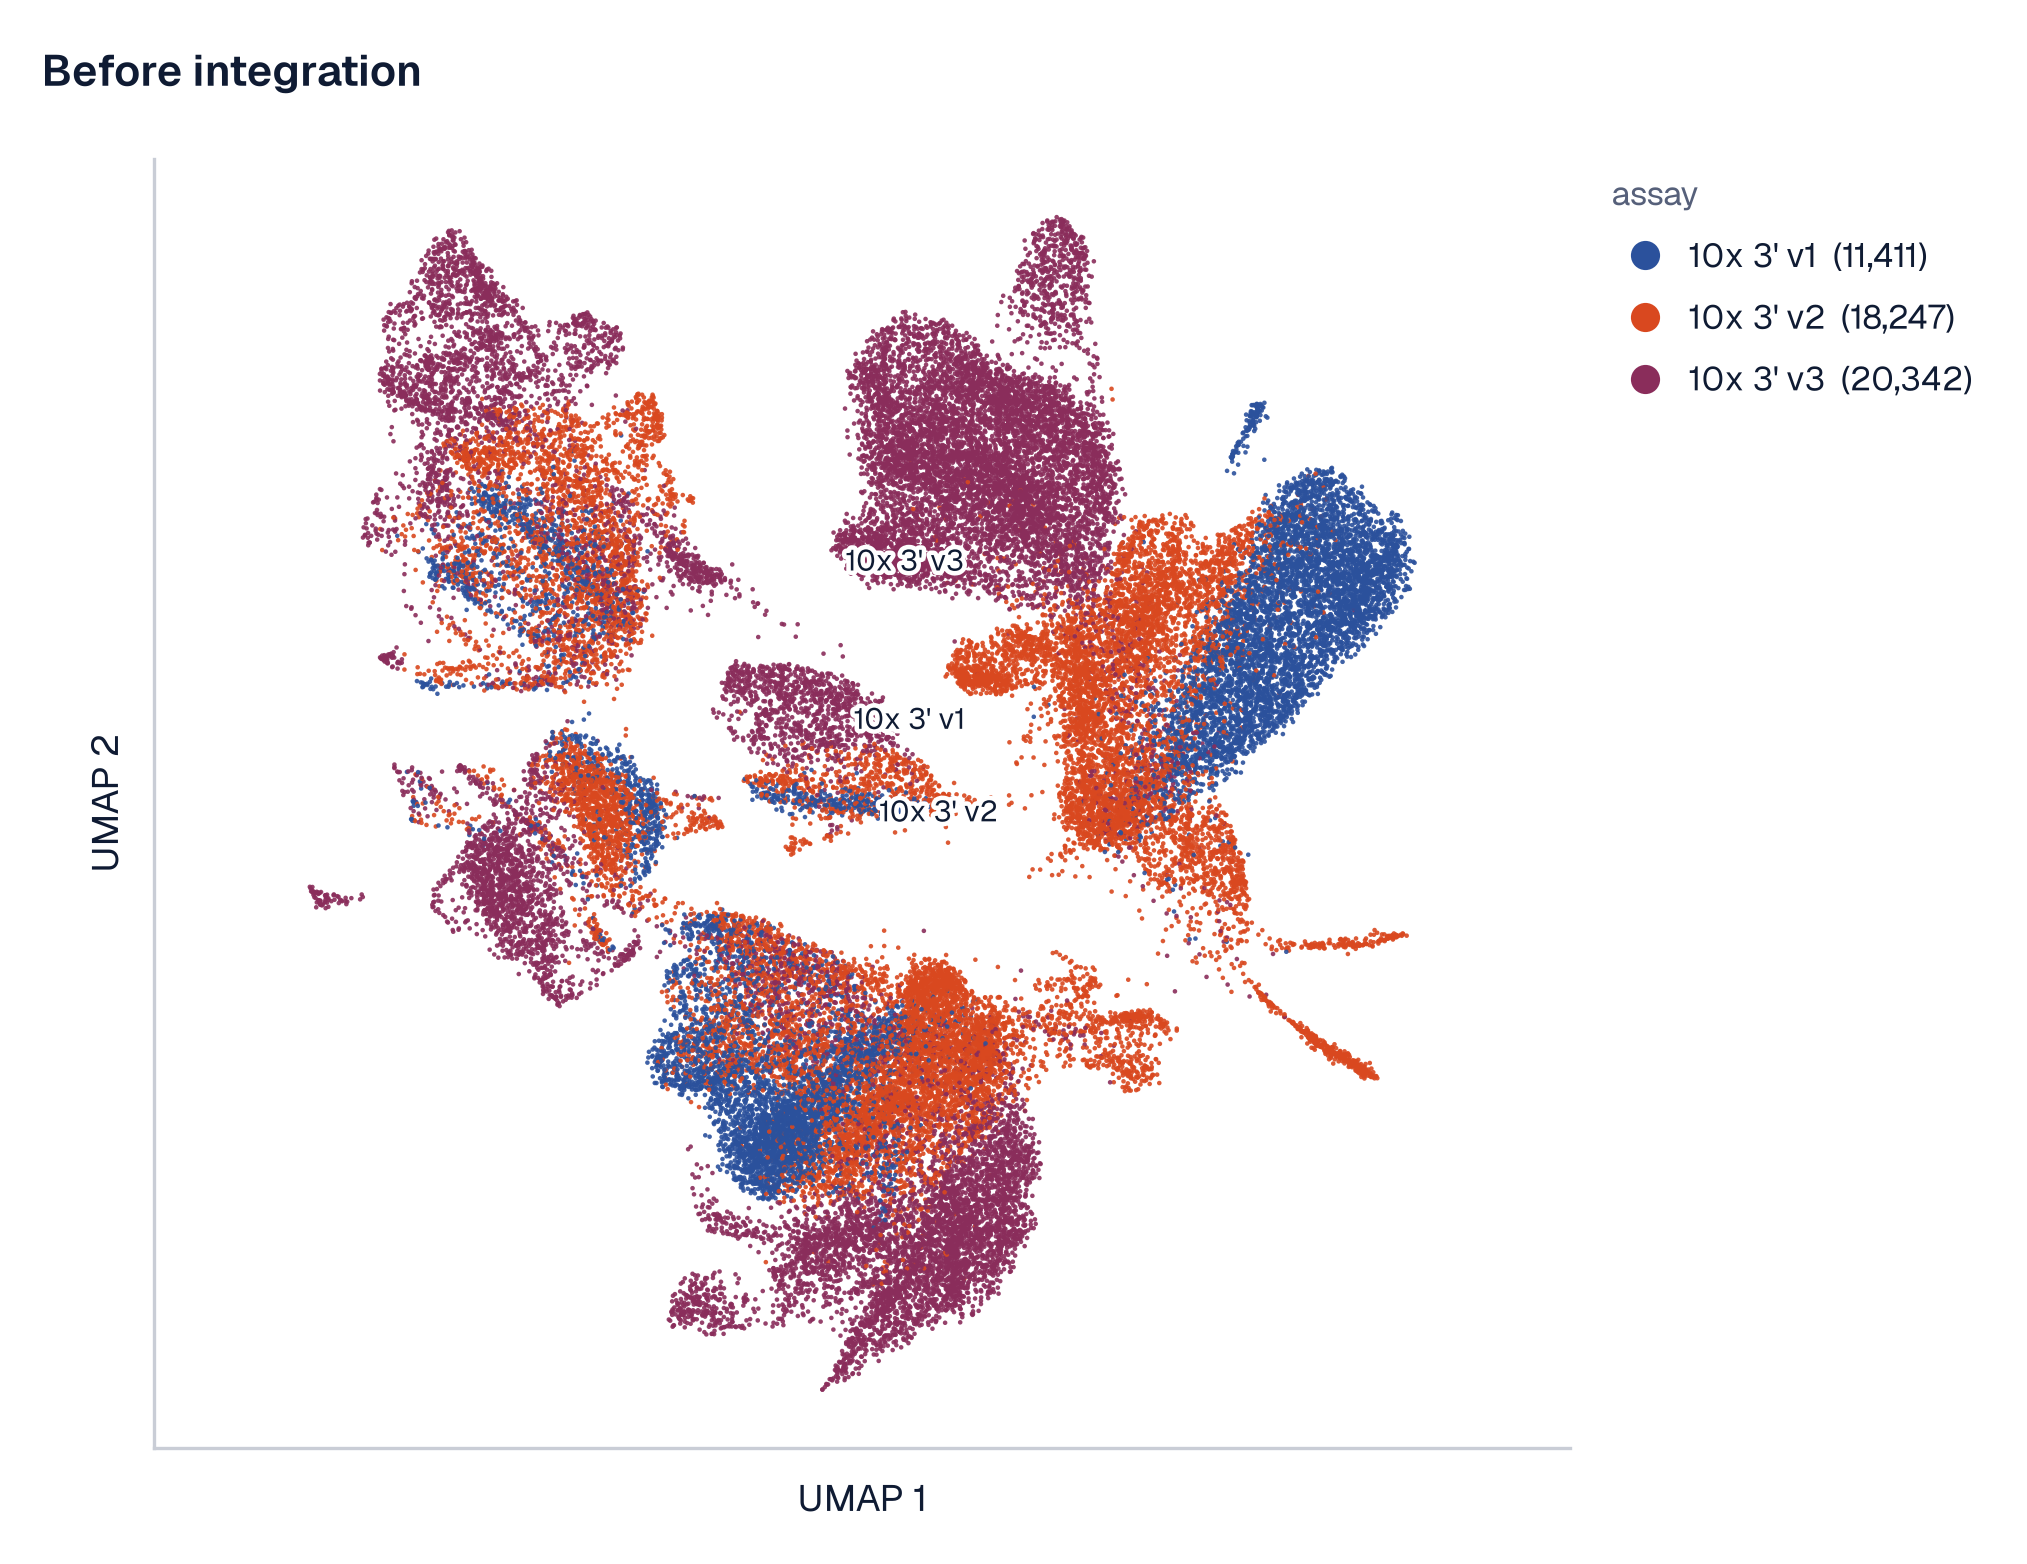 Before integration
assay
10x 3' v1 (11,411)
10x 3' v2 (18,247)
10x 3' v3 (20,342)
10x 3' v3
10x 3' v1
10x 3' v2
UMAP 2
UMAP 1